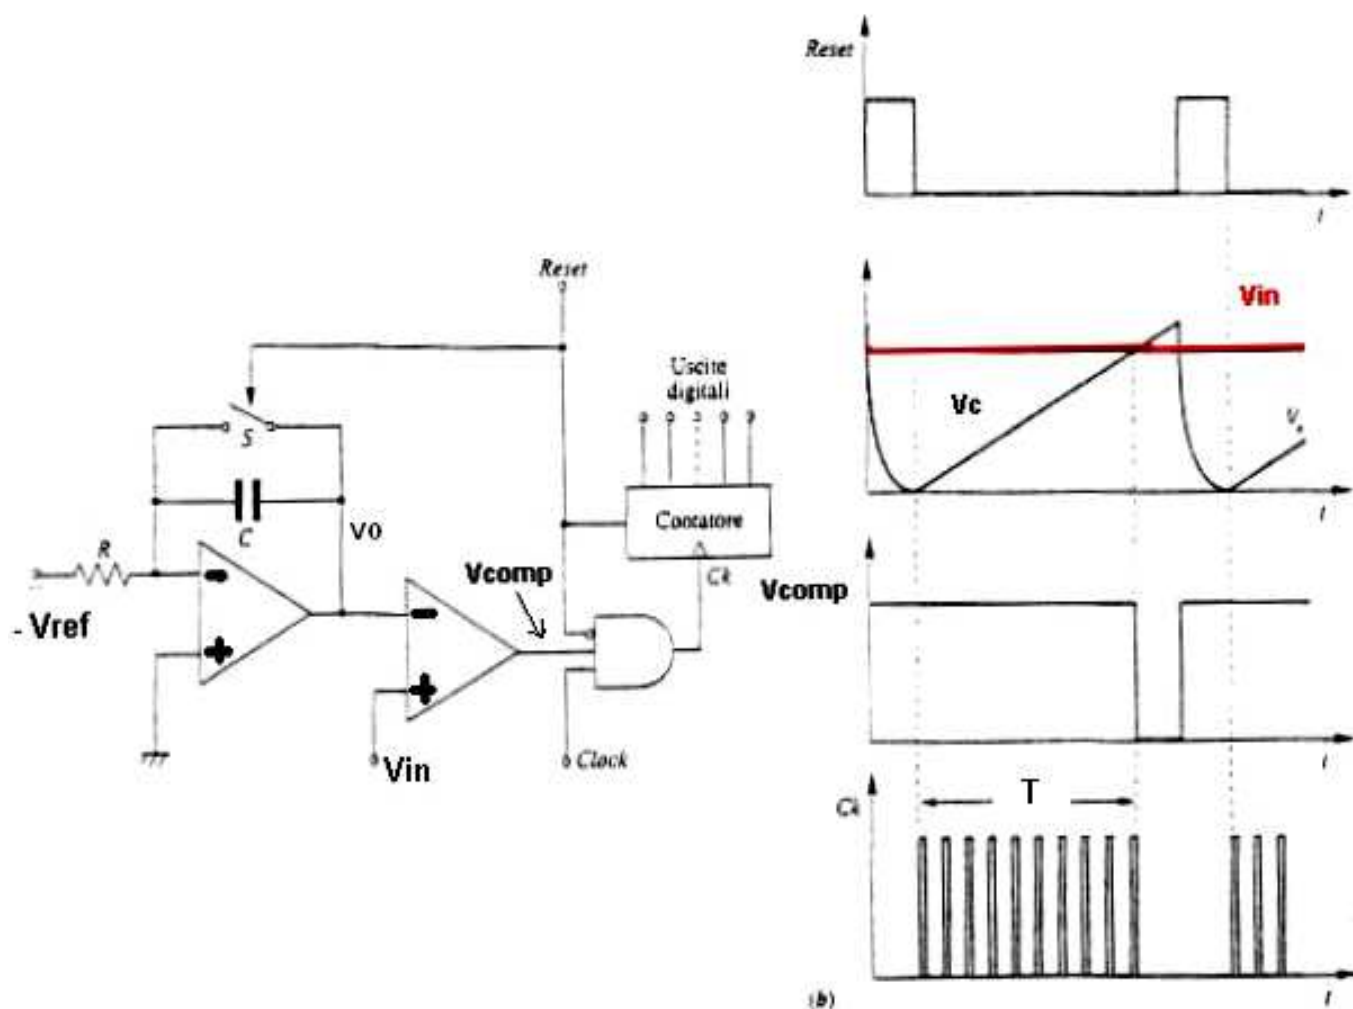 Reset
t
Vin
Vc
t
Vcomp
t
Ck
T
(b)
t
Reset
Uscite
digitali
S
C
V0
R
- Vref
-
+
-
+
Vcomp
Contatore
Ck
Vin
Clock